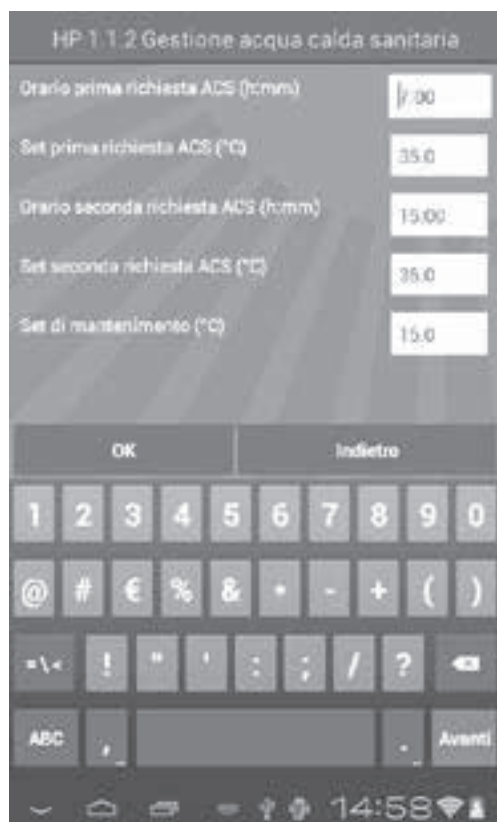 HP 1.1.2 Gestione acqua calda sanitaria
Orario prima richiesta ACS (h:mm) 7:00
Set prima richiesta ACS (°C) 35.0
Orario seconda richiesta ACS (h:mm) 15:00
Set seconda richiesta ACS (°C) 35.0
Set di mantenimento (°C) 15.0
OK Indietro
1 2 3 4 5 6 7 8 9 0
@ # € % & * - + ( )
=\< ! " ' : ; / ?
ABC , . Avanti
14:58